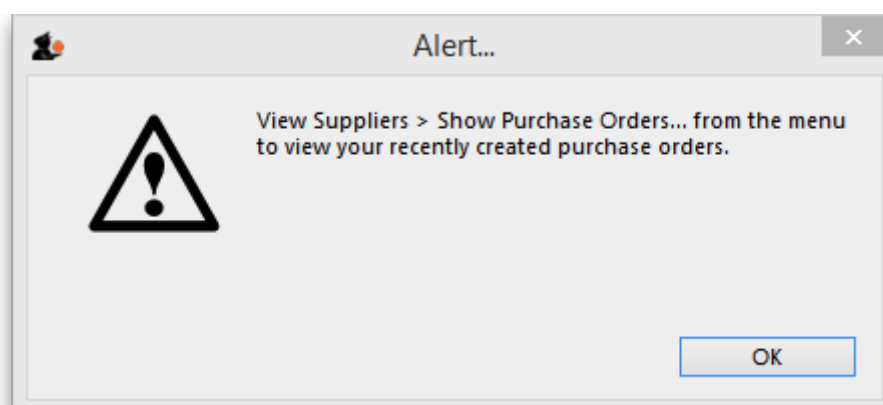 Alert...
View Suppliers > Show Purchase Orders... from the menu
to view your recently created purchase orders.
OK